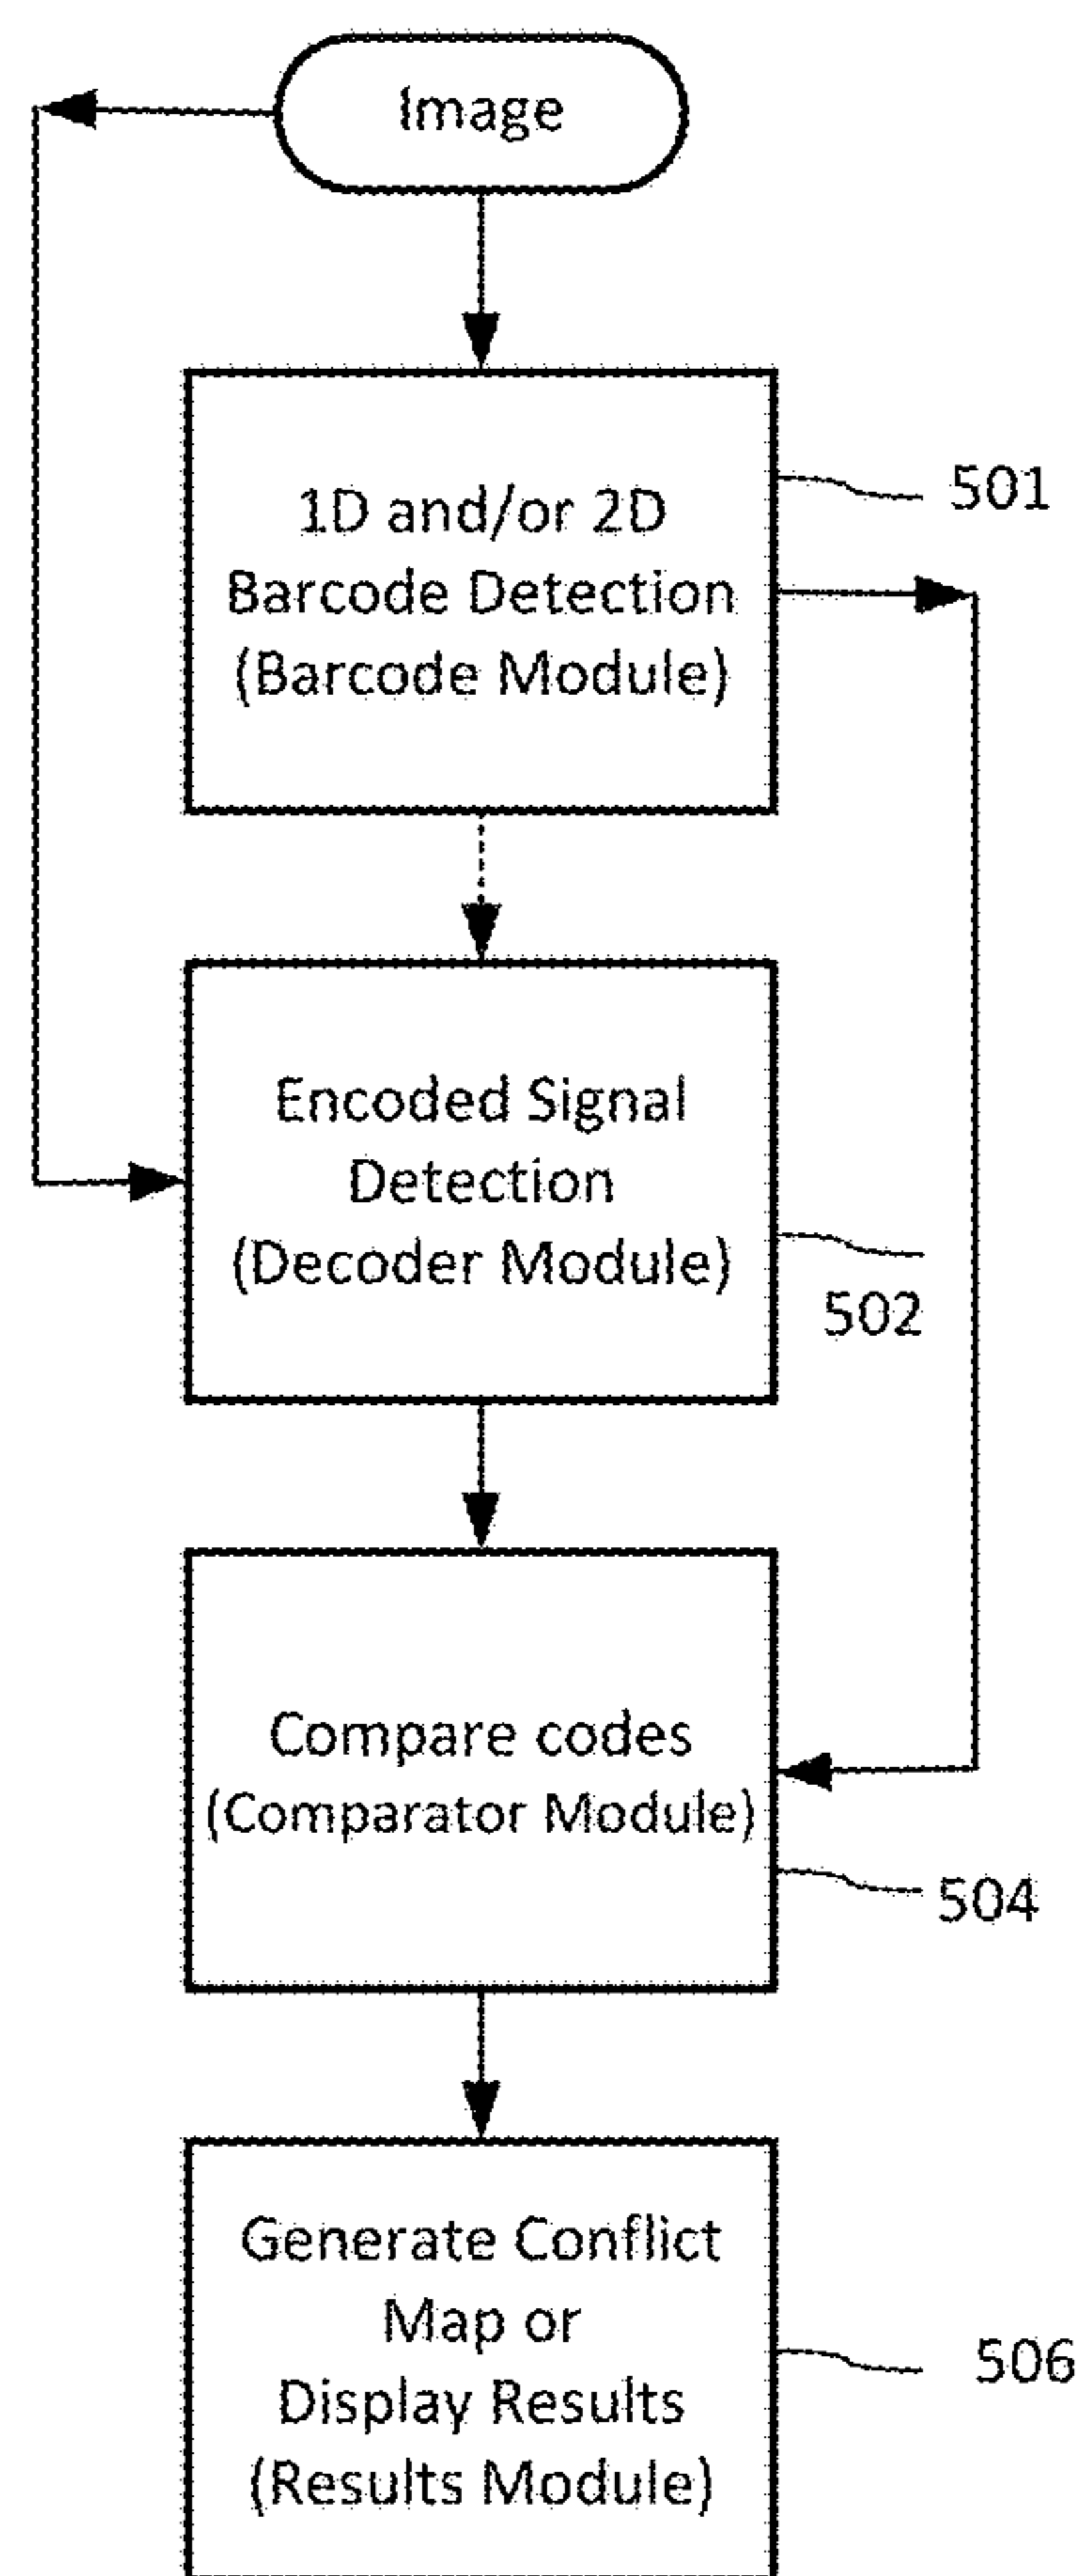 Image
1D and/or 2D
Barcode Detection
(Barcode Module)
501
Encoded Signal
Detection
(Decoder Module)
502
Compare codes
(Comparator Module)
504
Generate Conflict
Map or
Display Results
(Results Module)
506